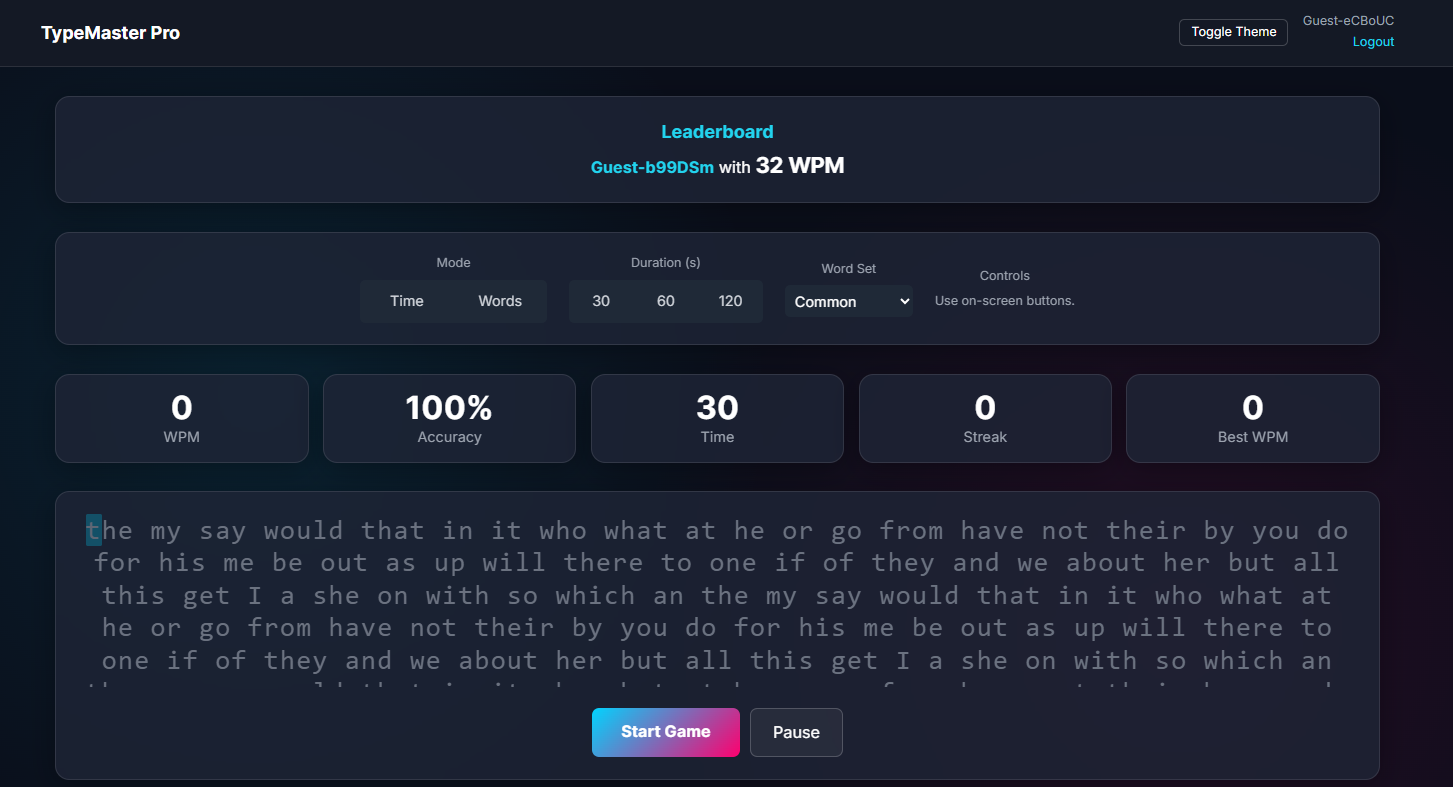 TypeMaster Pro
Toggle Theme
Guest-eCBoUC
Logout
Leaderboard
Guest-b99DSm with 32 WPM
Mode
Time Words
Duration (s)
30 60 120
Word Set
Common
Controls
Use on-screen buttons.
0
WPM
100%
Accuracy
30
Time
0
Streak
0
Best WPM
the my say would that in it who what at he or go from have not their by you do
for his me be out as up will there to one if of they and we about her but all
this get I a she on with so which an the my say would that in it who what at
he or go from have not their by you do for his me be out as up will there to
one if of they and we about her but all this get I a she on with so which an
Start Game
Pause